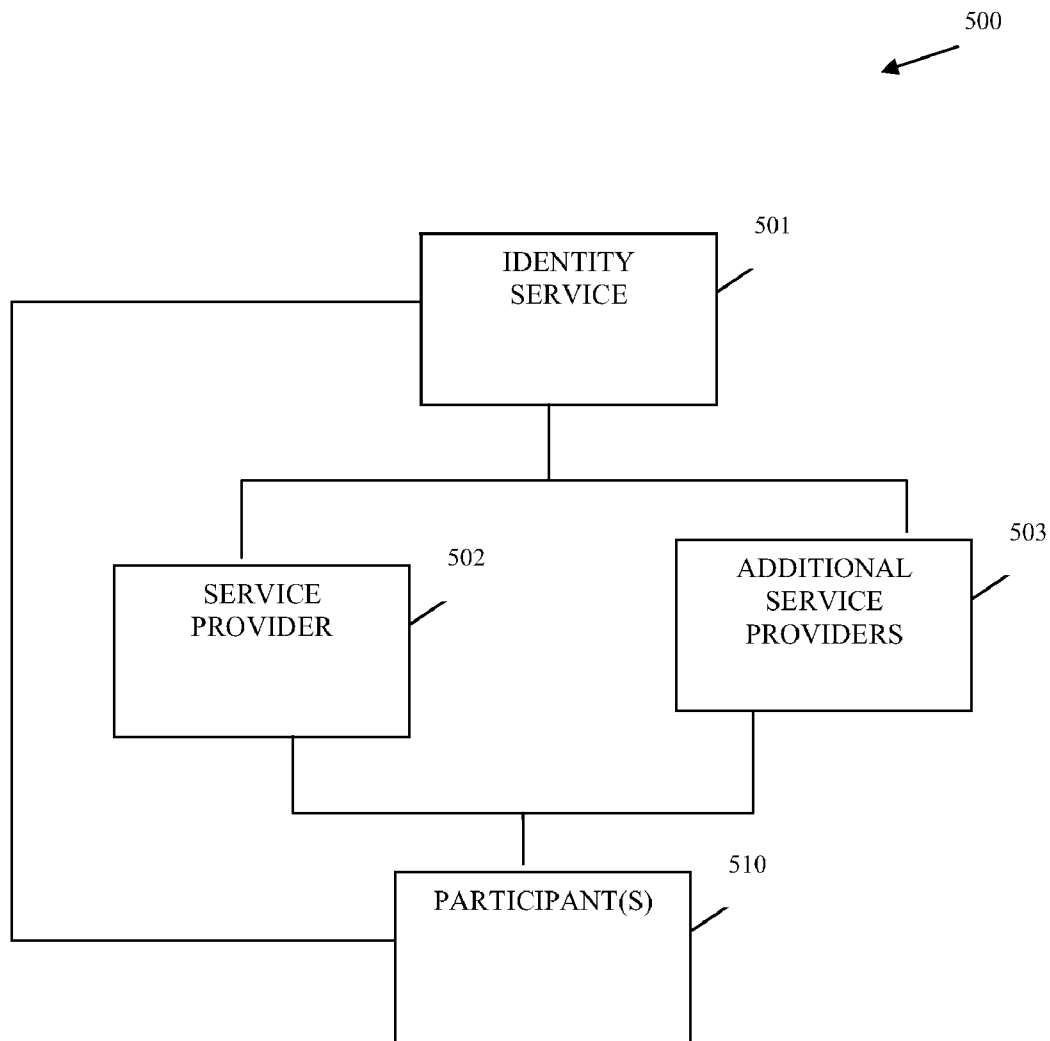 500
501
IDENTITY
SERVICE
502
SERVICE
PROVIDER
503
ADDITIONAL
SERVICE
PROVIDERS
510
PARTICIPANT(S)